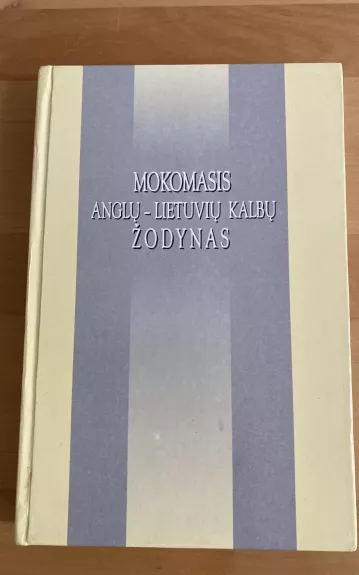 MOKOMASIS
ANGLŲ – LIETUVIŲ KALBŲ
ŽODYNAS